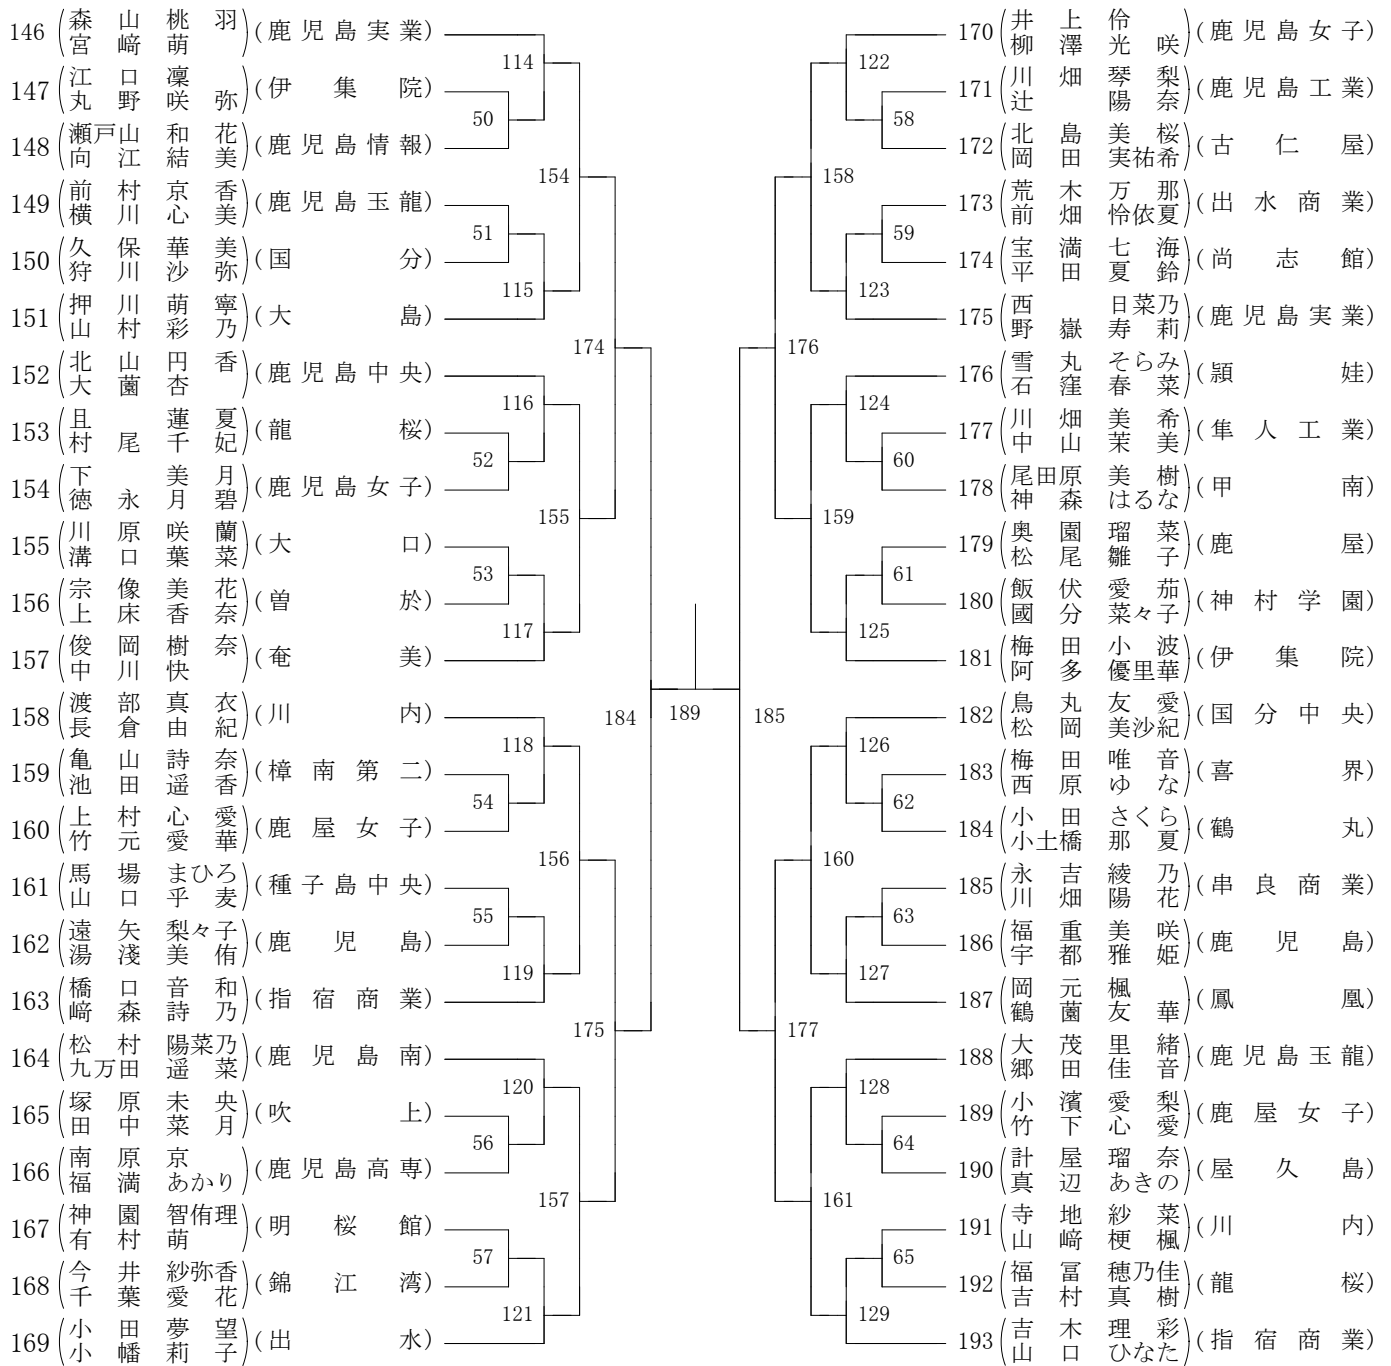 146 森山桃羽 宮﨑萌 (鹿児島実業)
147 江口凜 丸野咲弥 (伊集院)
148 瀬戸山和花 向江結美 (鹿児島情報)
149 前村京香 横川心美 (鹿児島玉龍)
150 久保華美 狩川沙弥 (国分)
151 押川萌寧 山村彩乃 (大島)
152 北山円香 大薗杏 (鹿児島中央)
153 且蓮夏 村尾千妃 (龍桜)
154 下美月 徳永月碧 (鹿児島女子)
155 川原咲蘭 溝口葉菜 (大口)
156 宗像美花 上床香奈 (曽於)
157 俊岡樹奈 中川快 (奄美)
158 渡部真衣 長倉由紀 (川内)
159 亀山詩奈 池田遥香 (樟南第二)
160 上村心愛 竹元愛華 (鹿屋女子)
161 馬場まひろ 山口乎麦 (種子島中央)
162 遠矢梨々子 湯淺美侑 (鹿児島)
163 橋口音和 﨑森詩乃 (指宿商業)
164 松村陽菜乃 九万田遥菜 (鹿児島南)
165 塚原未央 田中菜月 (吹上)
166 南原京 福満あかり (鹿児島高専)
167 神園智侑理 有村萌 (明桜館)
168 今井紗弥香 千葉愛花 (錦江湾)
169 小田夢望 小幡莉子 (出水)
114
50
154
51
115
174
116
52
155
53
117
184
118
54
156
55
119
175
120
56
157
57
121
189
185
122
58
158
59
123
176
124
60
159
61
125
126
62
160
63
127
177
128
64
161
65
129
170 井上伶 柳澤光咲 (鹿児島女子)
171 川畑琴梨 辻陽奈 (鹿児島工業)
172 北島美桜 岡田実祐希 (古仁屋)
173 荒木万那 前畑怜依夏 (出水商業)
174 宝満七海 平田夏鈴 (尚志館)
175 西日菜乃 野嶽寿莉 (鹿児島実業)
176 雪丸そらみ 石窪春菜 (頴娃)
177 川畑美希 中山茉美 (隼人工業)
178 尾田原美樹 神森はるな (甲南)
179 奥園瑠菜 松尾雛子 (鹿屋)
180 飯伏愛茄 國分菜々子 (神村学園)
181 梅田小波 阿多優里華 (伊集院)
182 鳥丸友愛 松岡美沙紀 (国分中央)
183 梅田唯音 西原ゆな (喜界)
184 小田さくら 小土橋那夏 (鶴丸)
185 永吉綾乃 川畑陽花 (串良商業)
186 福重美咲 宇都雅姫 (鹿児島)
187 岡元楓 鶴薗友華 (鳳凰)
188 大茂里緒 郷田佳音 (鹿児島玉龍)
189 小濱愛梨 竹下心愛 (鹿屋女子)
190 計屋瑠奈 真辺あきの (屋久島)
191 寺地紗菜 山﨑梗楓 (川内)
192 福冨穂乃佳 吉村真樹 (龍桜)
193 吉木理彩 山口ひなた (指宿商業)